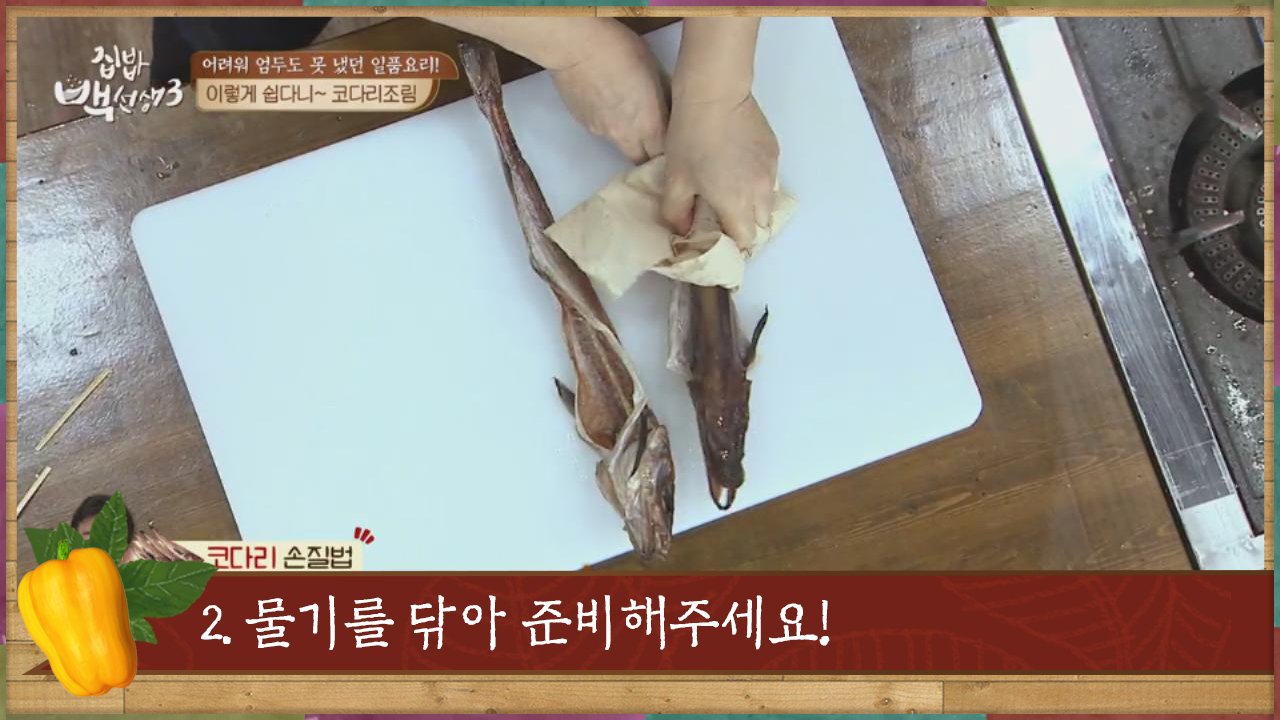 집밥
백선생3
어려워 엄두도 못 냈던 일품요리!
이렇게 쉽다니~ 코다리조림
코다리 손질법
2. 물기를 닦아 준비해주세요!